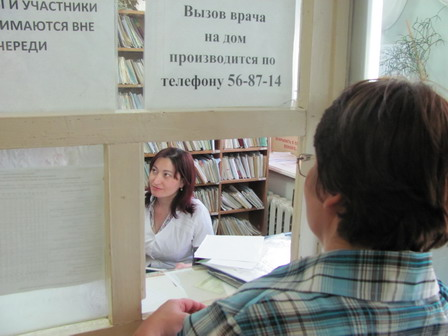 И УЧАСТНИКИ
ИМАЮТСЯ ВНЕ
ЧЕРЕДИ
Вызов врача
на дом
производится по
телефону 56-87-14